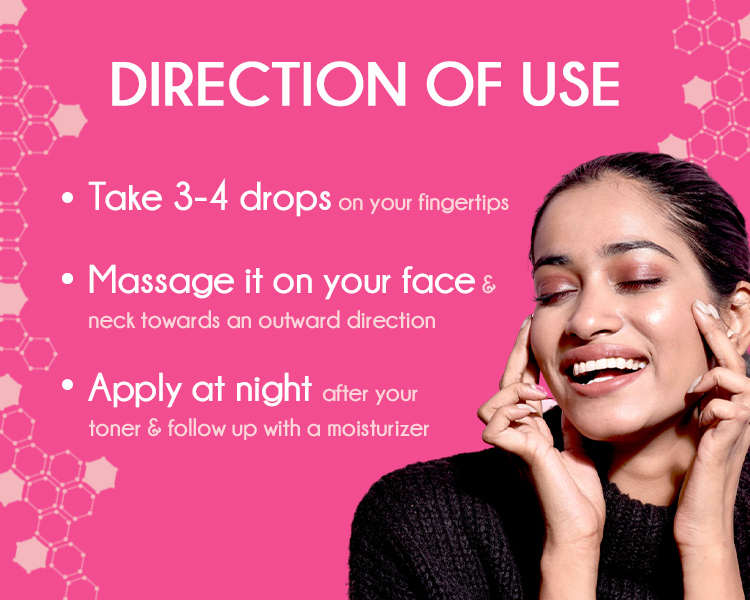 DIRECTION OF USE
• Take 3-4 drops on your fingertips
• Massage it on your face &
neck towards an outward direction
• Apply at night after your
toner & follow up with a moisturizer